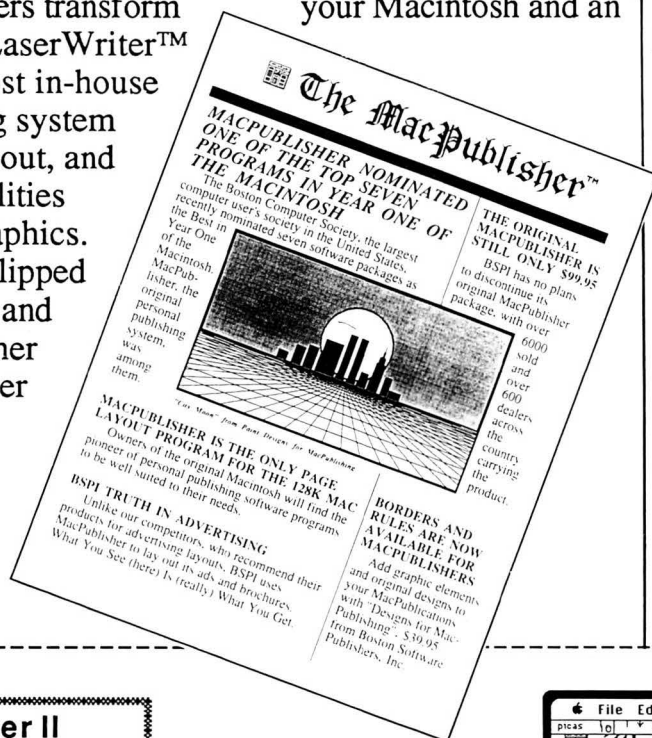 ers transform
LaserWriter™
st in-house
g system
out, and
lities
phics.
lipped
and
her
er
your Macintosh and an
The MacPublisher™
MACPUBLISHER NOMINATED
ONE OF THE TOP SEVEN
PROGRAMS IN YEAR ONE OF
THE MACINTOSH
The Boston Computer Society, the largest
computer user's society in the United States,
recently nominated seven software packages as
the Best in
Year One
of the
Macintosh.
MacPub-
lisher, the
original
personal
publishing
system,
was
among
them.
"City Moon" from Paint Designs for MacPublishing
MACPUBLISHER IS THE ONLY PAGE
LAYOUT PROGRAM FOR THE 128K MAC
Owners of the original Macintosh will find the
pioneer of personal publishing software programs
to be well suited to their needs.
BSPI TRUTH IN ADVERTISING
Unlike our competitors, who recommend their
products for advertising layouts, BSPI uses
MacPublisher to lay out its ads and brochures.
What You See (here) Is (really) What You Get.
THE ORIGINAL
MACPUBLISHER IS
STILL ONLY $99.95
BSPI has no plans
to discontinue its
original MacPublisher
package, with over
6000
sold
and
over
600
dealers
across
the
country
carrying
the
product.
BORDERS AND
RULES ARE NOW
AVAILABLE FOR
MACPUBLISHERS
Add graphic elements
and original designs to
your MacPublications
with "Designs for Mac-
Publishing". $39.95
from Boston Software
Publishers, Inc
er II
File Ed
picas